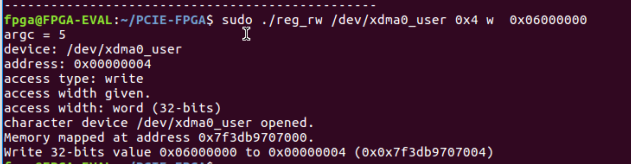 --------------------------------------------------
fpga@FPGA-EVAL:~/PCIE-FPGA$ sudo ./reg_rw /dev/xdma0_user 0x4 w  0x06000000
argc = 5
device: /dev/xdma0_user
address: 0x00000004
access type: write
access width given.
access width: word (32-bits)
character device /dev/xdma0_user opened.
Memory mapped at address 0x7f3db9707000.
Write 32-bits value 0x06000000 to 0x00000004 (0x0x7f3db9707004)